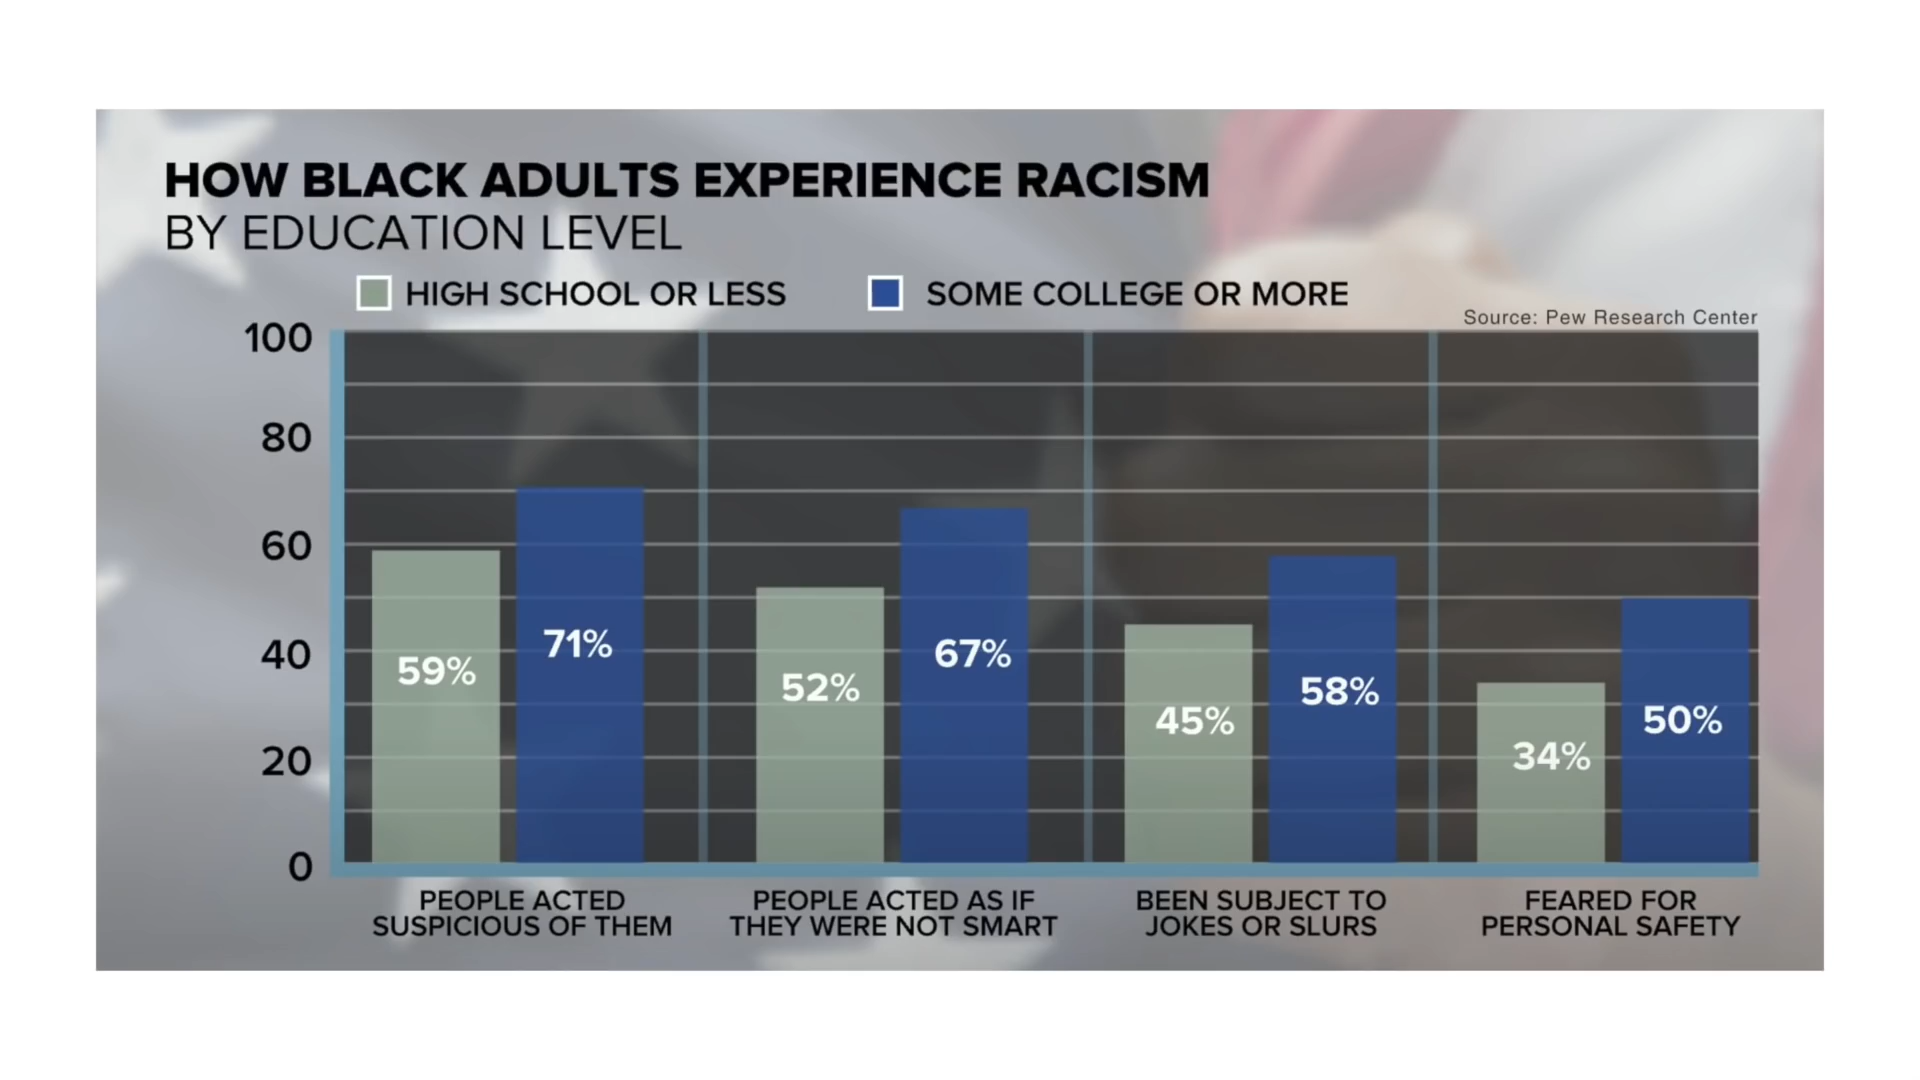 HOW BLACK ADULTS EXPERIENCE RACISM
BY EDUCATION LEVEL
HIGH SCHOOL OR LESS
SOME COLLEGE OR MORE
Source: Pew Research Center
100
80
60
40
20
0
59%
71%
52%
67%
45%
58%
34%
50%
PEOPLE ACTED
SUSPICIOUS OF THEM
PEOPLE ACTED AS IF
THEY WERE NOT SMART
BEEN SUBJECT TO
JOKES OR SLURS
FEARED FOR
PERSONAL SAFETY